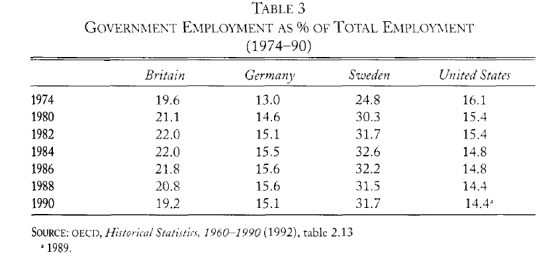 TABLE 3
GOVERNMENT EMPLOYMENT AS % OF TOTAL EMPLOYMENT
(1974–90)
Britain Germany Sweden United States
1974 19.6 13.0 24.8 16.1
1980 21.1 14.6 30.3 15.4
1982 22.0 15.1 31.7 15.4
1984 22.0 15.5 32.6 14.8
1986 21.8 15.6 32.2 14.8
1988 20.8 15.6 31.5 14.4
1990 19.2 15.1 31.7 14.4ª
SOURCE: OECD, Historical Statistics, 1960–1990 (1992), table 2.13
ª 1989.